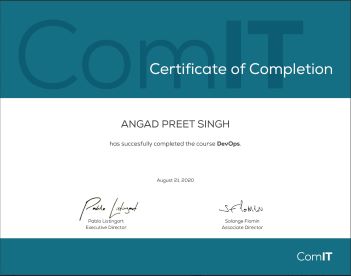 ComIT
Certificate of Completion
ANGAD PREET SINGH
has succesfully completed the course DevOps.
August 21, 2020
Pablo Listingart
Executive Director
Solange Flomin
Associate Director
ComIT